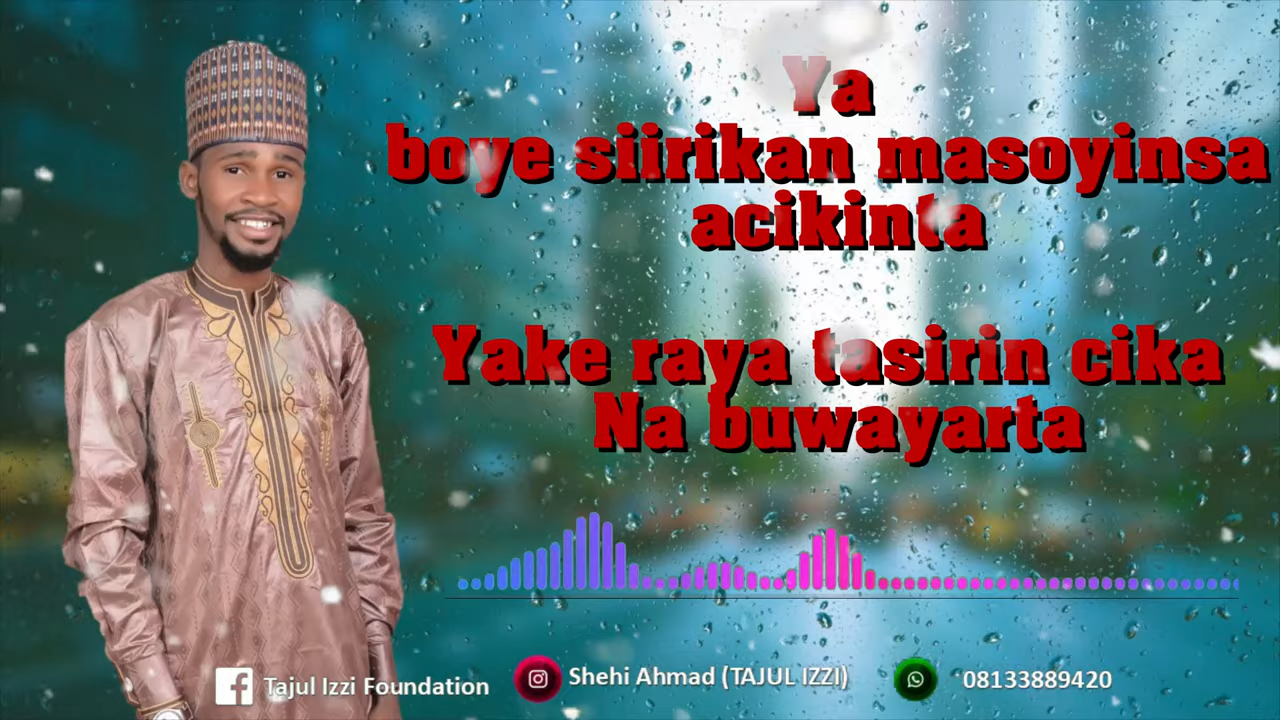 Ya
boye siirikan masoyinsa
acikinta
Yake raya tasirin cika
Na buwayarta
Tajul Izzi Foundation
Shehi Ahmad (TAJUL IZZI)
08133889420